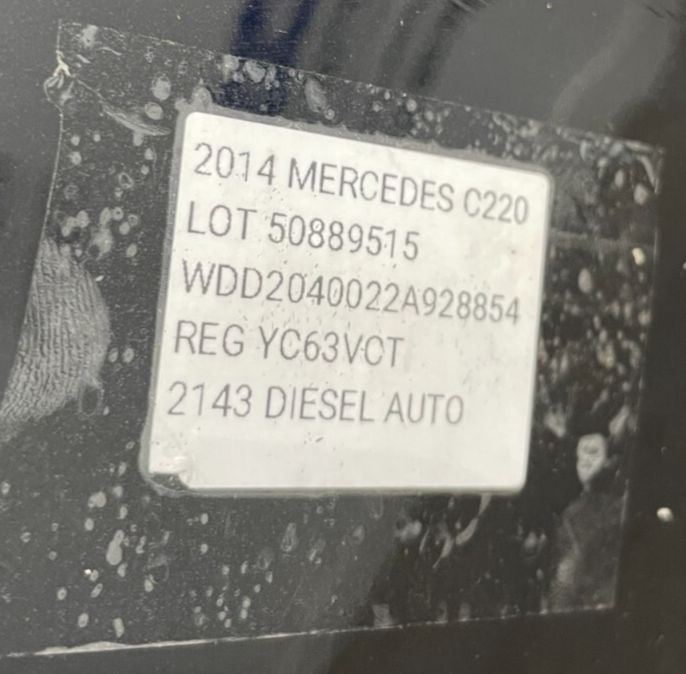 2014 MERCEDES C220
LOT 50889515
WDD2040022A928854
REG YC63VCT
2143 DIESEL AUTO